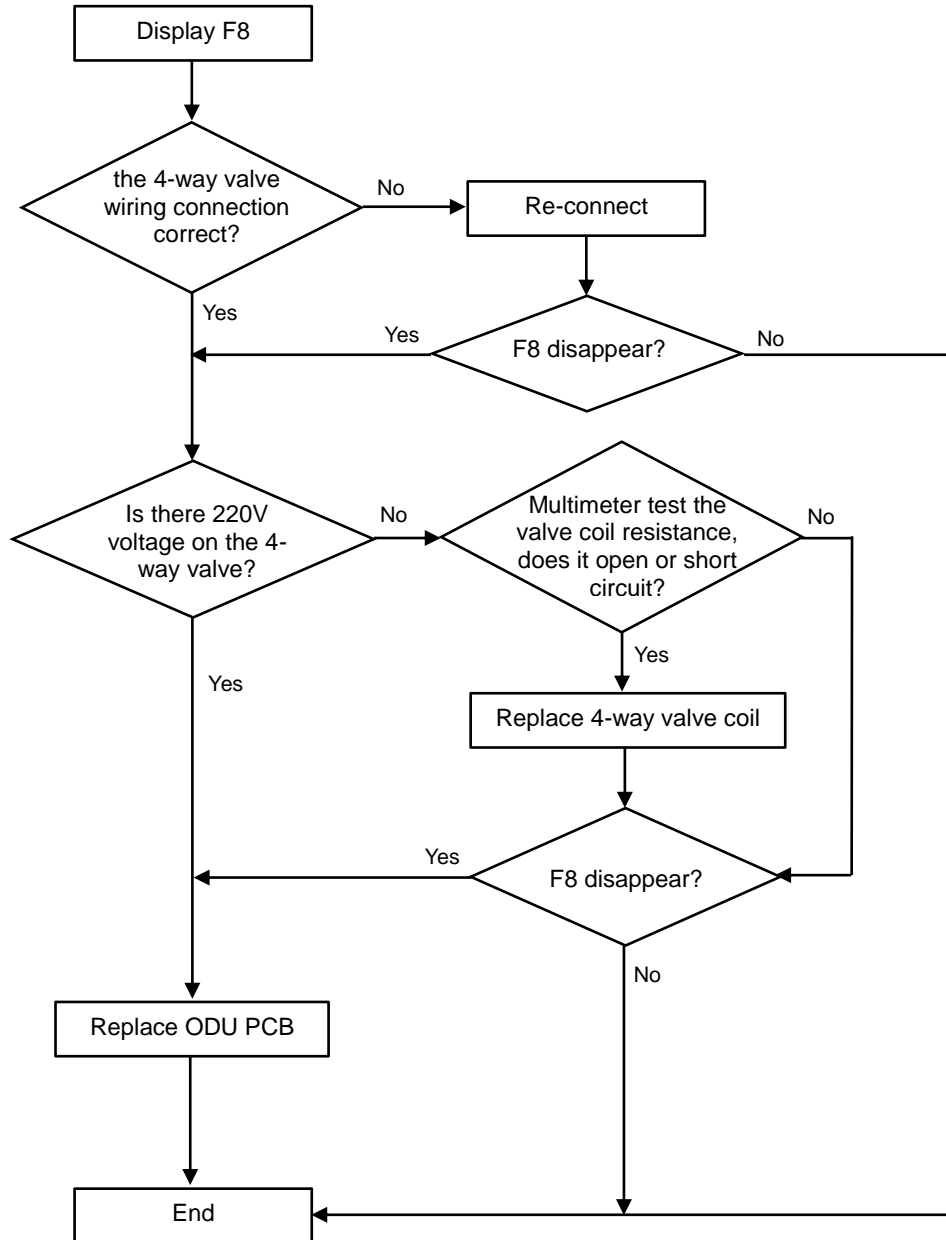 Display F8
the 4-way valve
wiring connection
correct?
No
Re-connect
Yes
Yes
F8 disappear?
No
Is there 220V
voltage on the 4-
way valve?
No
Multimeter test the
valve coil resistance,
does it open or short
circuit?
No
Yes
Yes
Replace 4-way valve coil
Yes
F8 disappear?
No
Replace ODU PCB
End